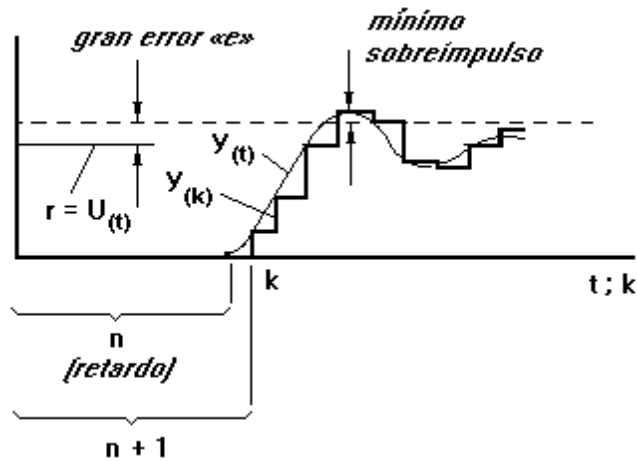 gran error «e»
mínimo
sobreimpulso
y(t)
y(k)
r = U(t)
k
t ; k
n
(retardo)
n + 1